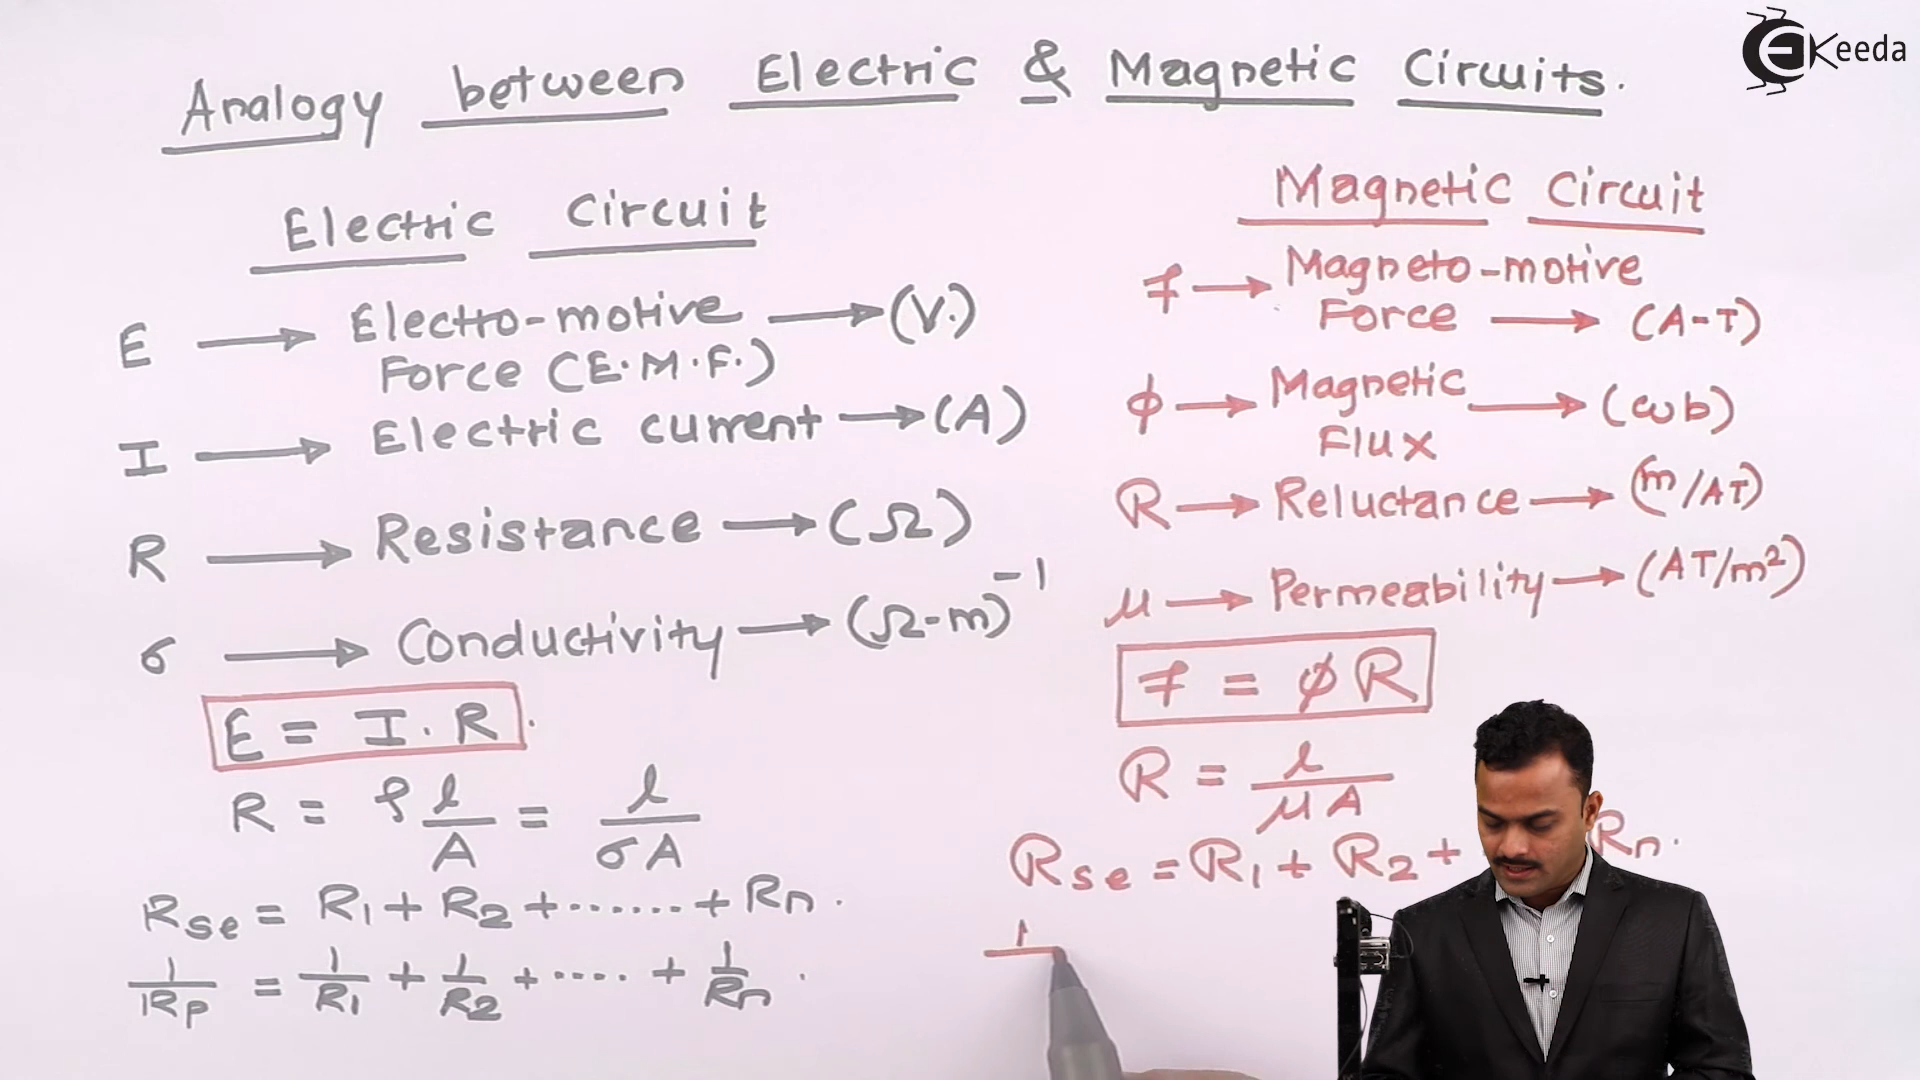 Keeda
Analogy between Electric & Magnetic Circuits.
Electric Circuit
E → Electro-motive → (V.)
Force (E.M.F.)
I → Electric current → (A)
R → Resistance → (Ω)
σ → Conductivity → (Ω-m)⁻¹
E = I.R.
R = ρ l/A = l/σA
Rse = R1 + R2 + ...... + Rn.
1/Rp = 1/R1 + 1/R2 + .... + 1/Rn.
Magnetic Circuit
F → Magneto-motive
Force → (A-T)
ϕ → Magnetic → (wb)
Flux
R → Reluctance → (m/AT)
μ → Permeability → (AT/m²)
F = ϕR
R = l/μA
Rse = R1 + R2 + Rn.
1